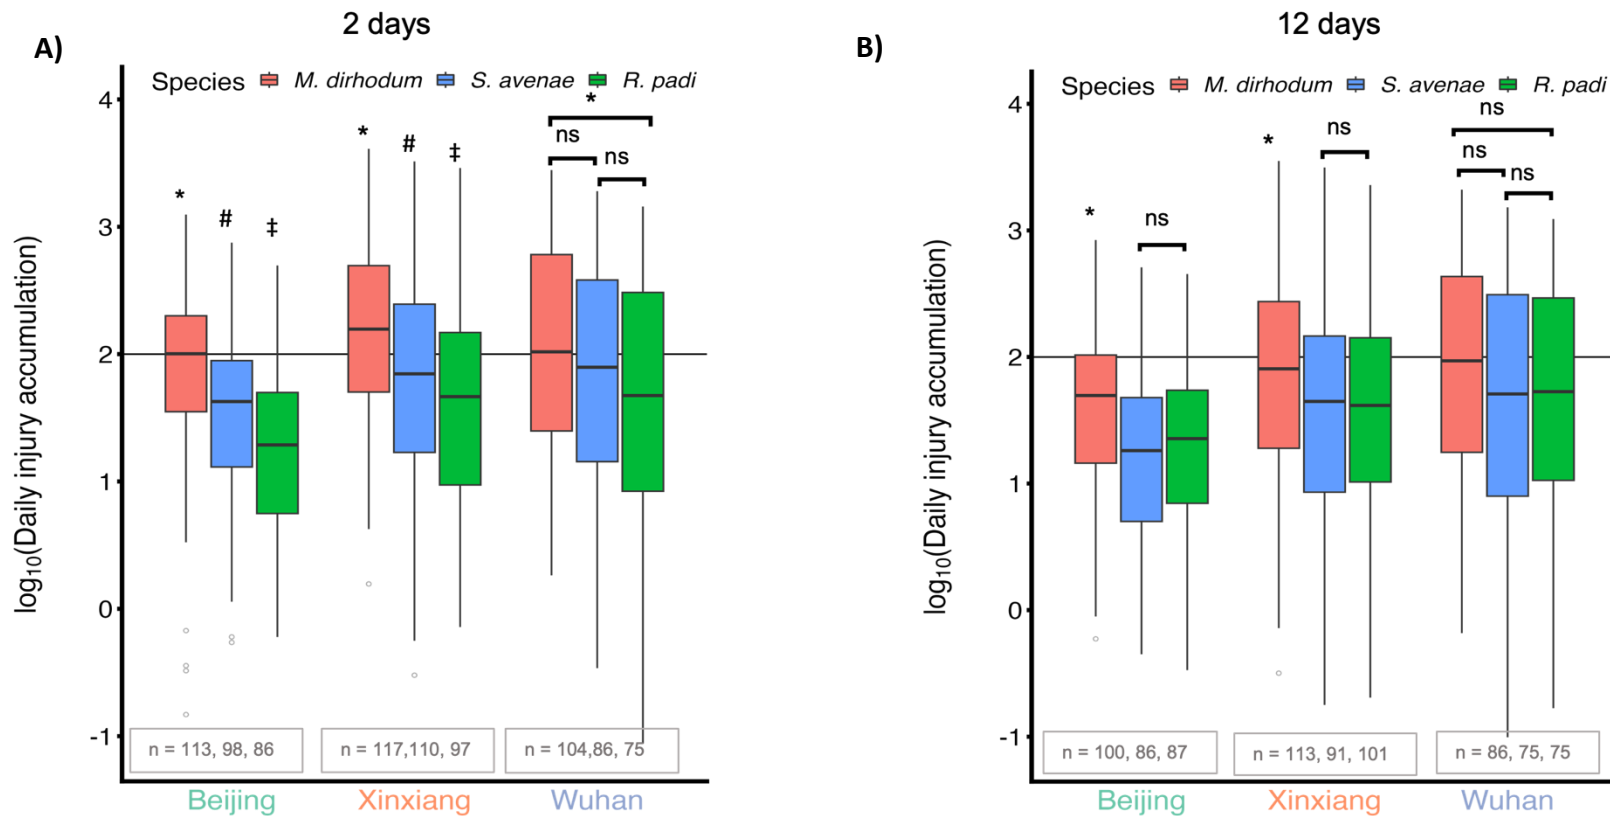 2 days
A)
Species M. dirhodum S. avenae R. padi
4
3
2
1
0
-1
log10(Daily injury accumulation)
*
#
‡
*
#
‡
*
ns
ns
n = 113, 98, 86
n = 117,110, 97
n = 104,86, 75
Beijing
Xinxiang
Wuhan
12 days
B)
Species M. dirhodum S. avenae R. padi
4
3
2
1
0
-1
log10(Daily injury accumulation)
*
ns
*
ns
ns
ns
ns
n = 100, 86, 87
n = 113, 91, 101
n = 86, 75, 75
Beijing
Xinxiang
Wuhan